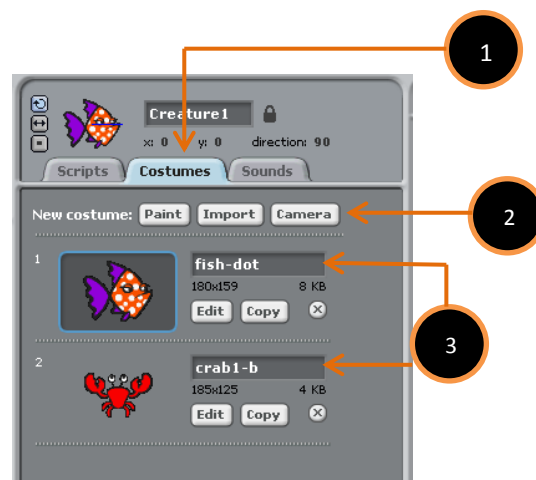 1
Creature1
x: 0 y: 0 direction: 90
Scripts Costumes Sounds
New costume: Paint Import Camera
2
1
fish-dot
180x159 8 KB
Edit Copy
3
2
crab1-b
185x125 4 KB
Edit Copy